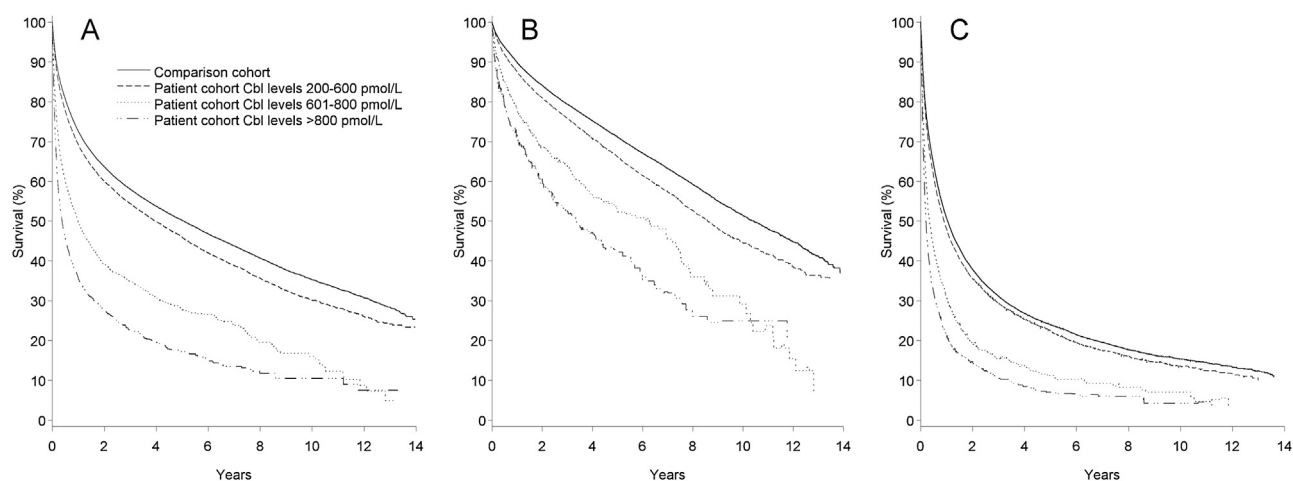 A
100
90
80
70
60
50
40
30
20
10
0
Survival (%)
Comparison cohort
Patient cohort Cbl levels 200-600 pmol/L
Patient cohort Cbl levels 601-800 pmol/L
Patient cohort Cbl levels >800 pmol/L
0 2 4 6 8 10 12 14
Years
B
100
90
80
70
60
50
40
30
20
10
0
Survival (%)
0 2 4 6 8 10 12 14
Years
C
100
90
80
70
60
50
40
30
20
10
0
Survival (%)
0 2 4 6 8 10 12 14
Years